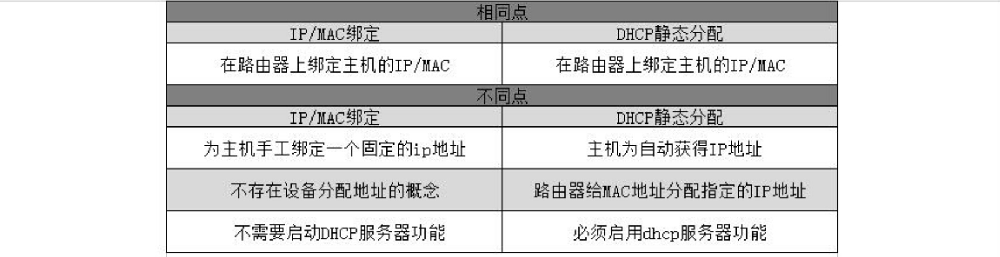 相同点
IP/MAC绑定 DHCP静态分配
在路由器上绑定主机的IP/MAC 在路由器上绑定主机的IP/MAC
不同点
IP/MAC绑定 DHCP静态分配
为主机手工绑定一个固定的ip地址 主机为自动获得IP地址
不存在设备分配地址的概念 路由器给MAC地址分配指定的IP地址
不需要启动DHCP服务器功能 必须启用dhcp服务器功能